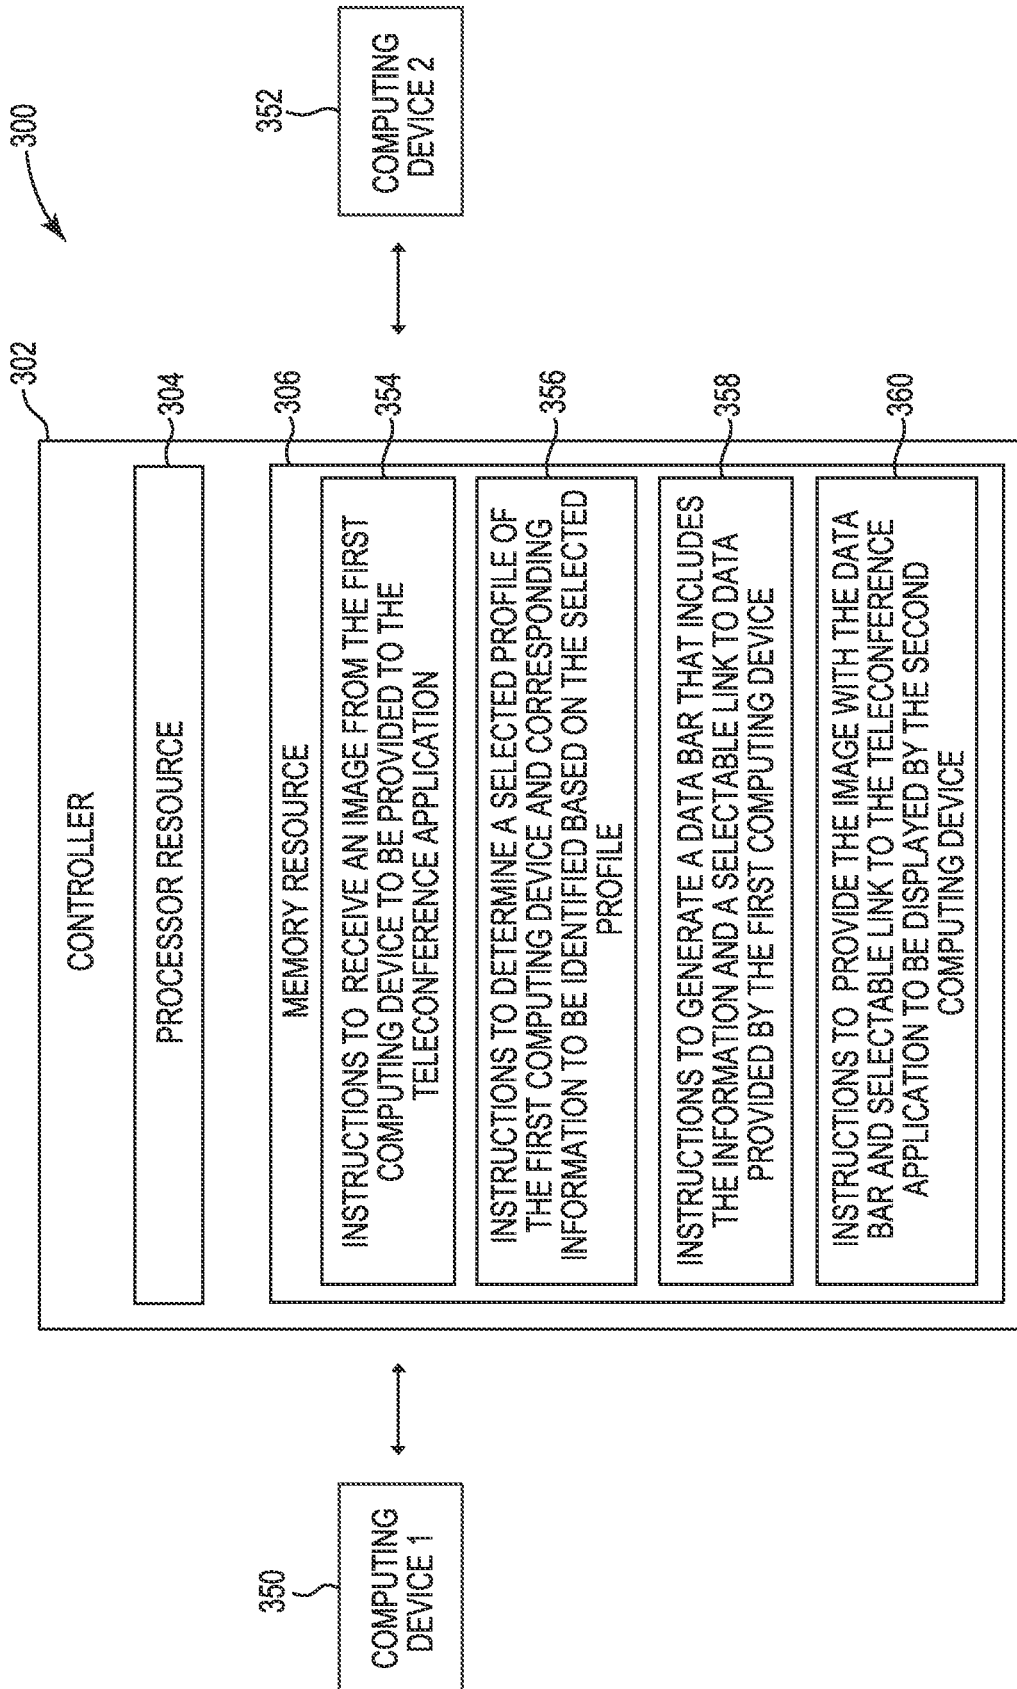 300
302
CONTROLLER
304
PROCESSOR RESOURCE
306
MEMORY RESOURCE
354
INSTRUCTIONS TO RECEIVE AN IMAGE FROM THE FIRST
COMPUTING DEVICE TO BE PROVIDED TO THE
TELECONFERENCE APPLICATION
356
INSTRUCTIONS TO DETERMINE A SELECTED PROFILE OF
THE FIRST COMPUTING DEVICE AND CORRESPONDING
INFORMATION TO BE IDENTIFIED BASED ON THE SELECTED
PROFILE
358
INSTRUCTIONS TO GENERATE A DATA BAR THAT INCLUDES
THE INFORMATION AND A SELECTABLE LINK TO DATA
PROVIDED BY THE FIRST COMPUTING DEVICE
360
INSTRUCTIONS TO PROVIDE THE IMAGE WITH THE DATA
BAR AND SELECTABLE LINK TO THE TELECONFERENCE
APPLICATION TO BE DISPLAYED BY THE SECOND
COMPUTING DEVICE
350
COMPUTING
DEVICE 1
352
COMPUTING
DEVICE 2